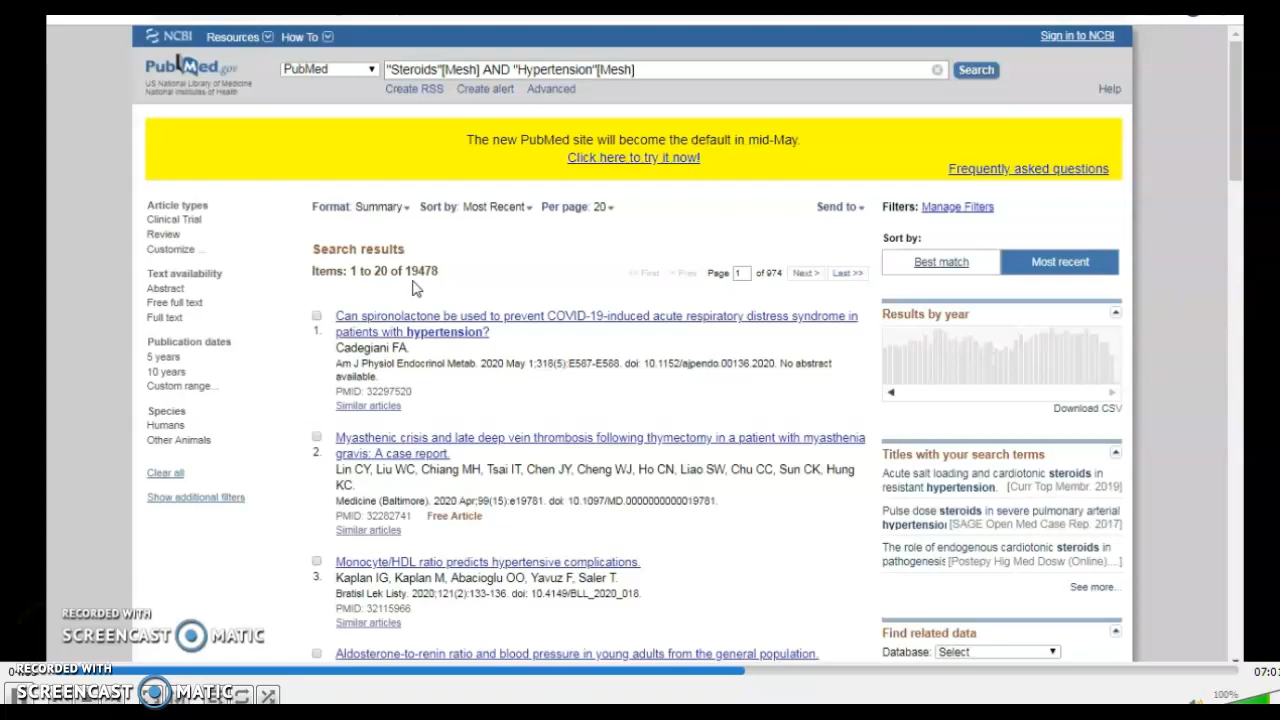 NCBI Resources How To Sign in to NCBI
PubMed.gov
US National Library of Medicine
National Institutes of Health
PubMed "Steroids"[Mesh] AND "Hypertension"[Mesh] Search
Create RSS Create alert Advanced Help
The new PubMed site will become the default in mid-May.
Click here to try it now!
Frequently asked questions
Article types
Clinical Trial
Review
Customize ...
Text availability
Abstract
Free full text
Full text
Publication dates
5 years
10 years
Custom range...
Species
Humans
Other Animals
Clear all
Show additional filters
Format: Summary Sort by: Most Recent Per page: 20 Send to
Search results
Items: 1 to 20 of 19478
<< First < Prev Page 1 of 974 Next > Last >>
Can spironolactone be used to prevent COVID-19-induced acute respiratory distress syndrome in
1. patients with hypertension?
Cadegiani FA.
Am J Physiol Endocrinol Metab. 2020 May 1;318(5):E587-E588. doi: 10.1152/ajpendo.00136.2020. No abstract
available.
PMID: 32297520
Similar articles
Myasthenic crisis and late deep vein thrombosis following thymectomy in a patient with myasthenia
2. gravis: A case report.
Lin CY, Liu WC, Chiang MH, Tsai IT, Chen JY, Cheng WJ, Ho CN, Liao SW, Chu CC, Sun CK, Hung
KC.
Medicine (Baltimore). 2020 Apr;99(15):e19781. doi: 10.1097/MD.0000000000019781.
PMID: 32282741 Free Article
Similar articles
Monocyte/HDL ratio predicts hypertensive complications.
3. Kaplan IG, Kaplan M, Abacioglu OO, Yavuz F, Saler T.
Bratisl Lek Listy. 2020;121(2):133-136. doi: 10.4149/BLL_2020_018.
PMID: 32115966
Similar articles
Aldosterone-to-renin ratio and blood pressure in young adults from the general population.
Filters: Manage Filters
Sort by:
Best match Most recent
Results by year
Download CSV
Titles with your search terms
Acute salt loading and cardiotonic steroids in
resistant hypertension. [Curr Top Membr. 2019]
Pulse dose steroids in severe pulmonary arterial
hypertension [SAGE Open Med Case Rep. 2017]
The role of endogenous cardiotonic steroids in
pathogenesis [Postepy Hig Med Dosw (Online)....]
See more...
Find related data
Database: Select
RECORDED WITH
SCREENCAST MATIC
RECORDED WITH
SCREENCAST MATIC
100%